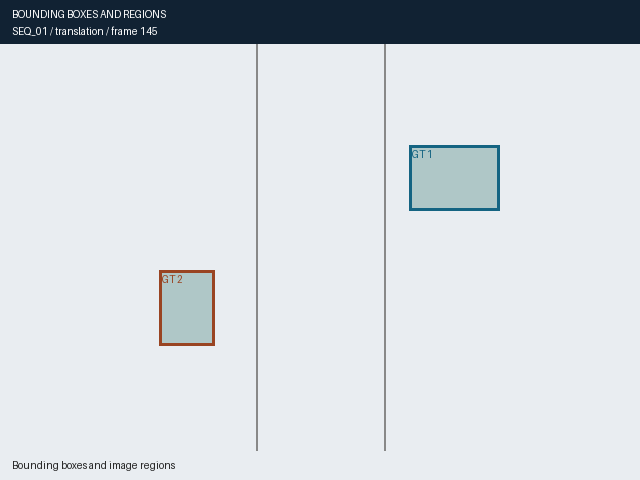 BOUNDING BOXES AND REGIONS
SEQ_01 / translation / frame 145
GT1
GT2
Bounding boxes and image regions